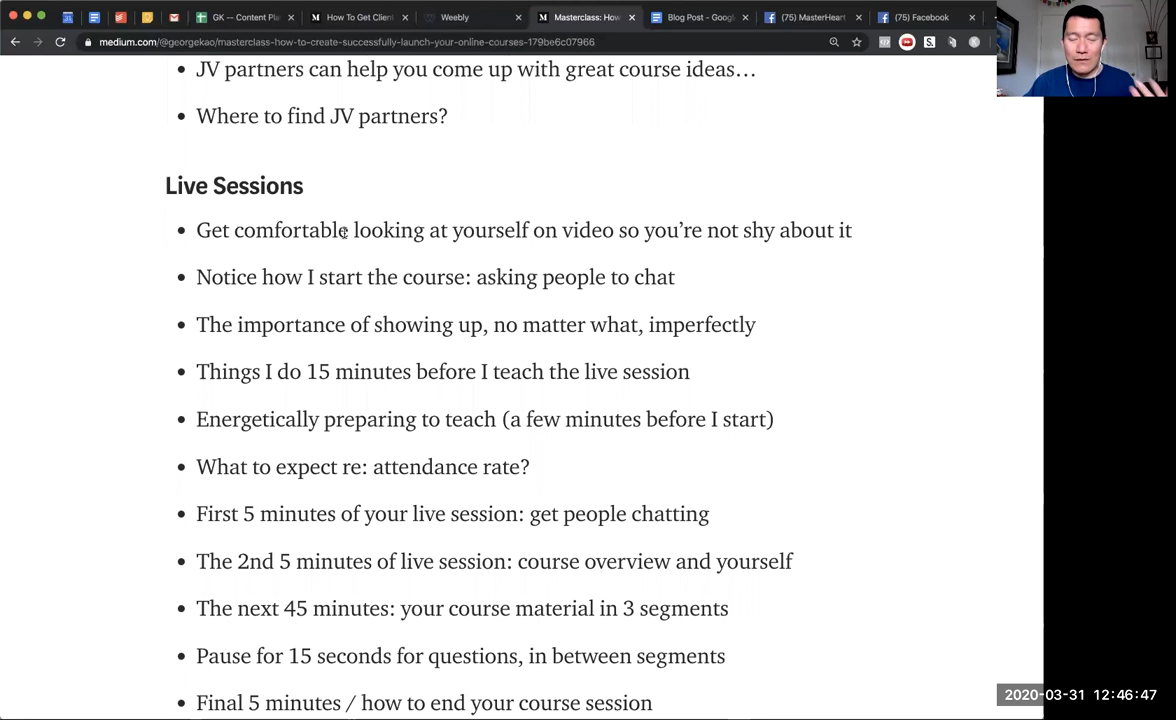 GK -- Content Pla
How To Get Client
Weebly
Masterclass: How
Blog Post - Goog
(75) MasterHeart
(75) Facebook
medium.com/@georgekao/masterclass-how-to-create-successfully-launch-your-online-courses-179be6c07966
• JV partners can help you come up with great course ideas…
• Where to find JV partners?
Live Sessions
• Get comfortable looking at yourself on video so you’re not shy about it
• Notice how I start the course: asking people to chat
• The importance of showing up, no matter what, imperfectly
• Things I do 15 minutes before I teach the live session
• Energetically preparing to teach (a few minutes before I start)
• What to expect re: attendance rate?
• First 5 minutes of your live session: get people chatting
• The 2nd 5 minutes of live session: course overview and yourself
• The next 45 minutes: your course material in 3 segments
• Pause for 15 seconds for questions, in between segments
• Final 5 minutes / how to end your course session
2020-03-31 12:46:47